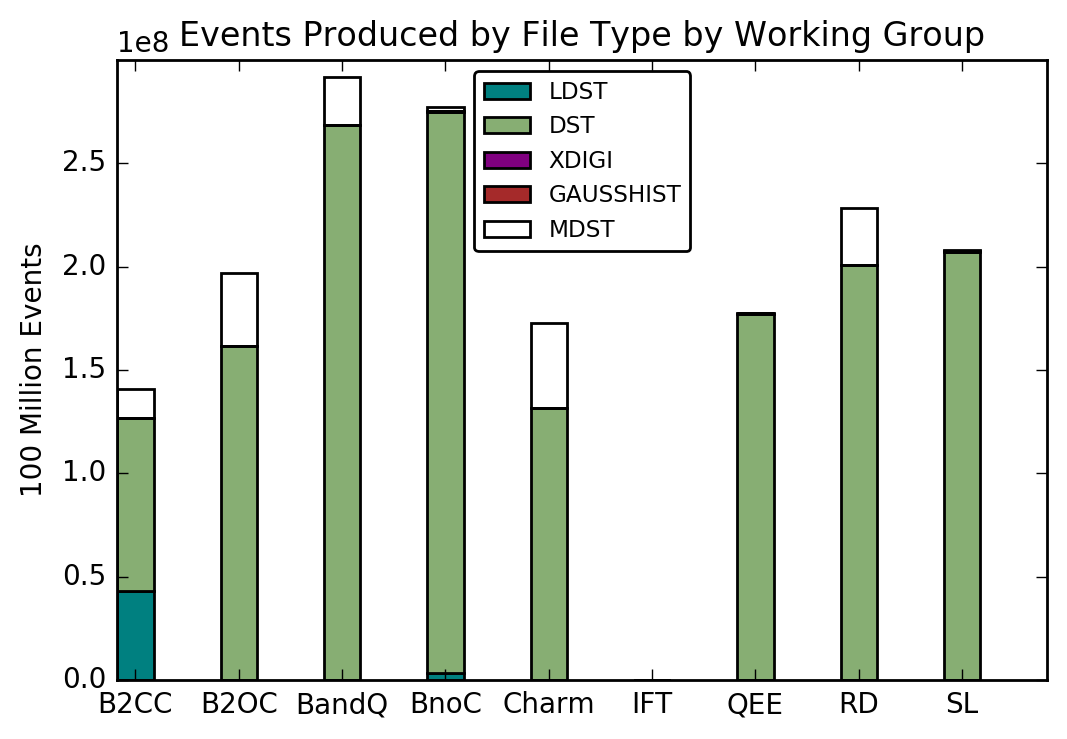 1e8 Events Produced by File Type by Working Group
LDST
DST
XDIGI
GAUSSHIST
MDST
100 Million Events
2.5
2.0
1.5
1.0
0.5
0.0
B2CC B2OC BandQ BnoC Charm IFT QEE RD SL